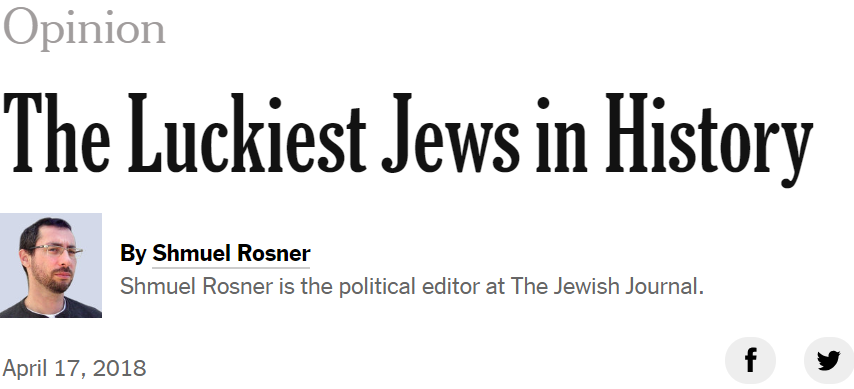 Opinion
The Luckiest Jews in History
By Shmuel Rosner
Shmuel Rosner is the political editor at The Jewish Journal.
April 17, 2018